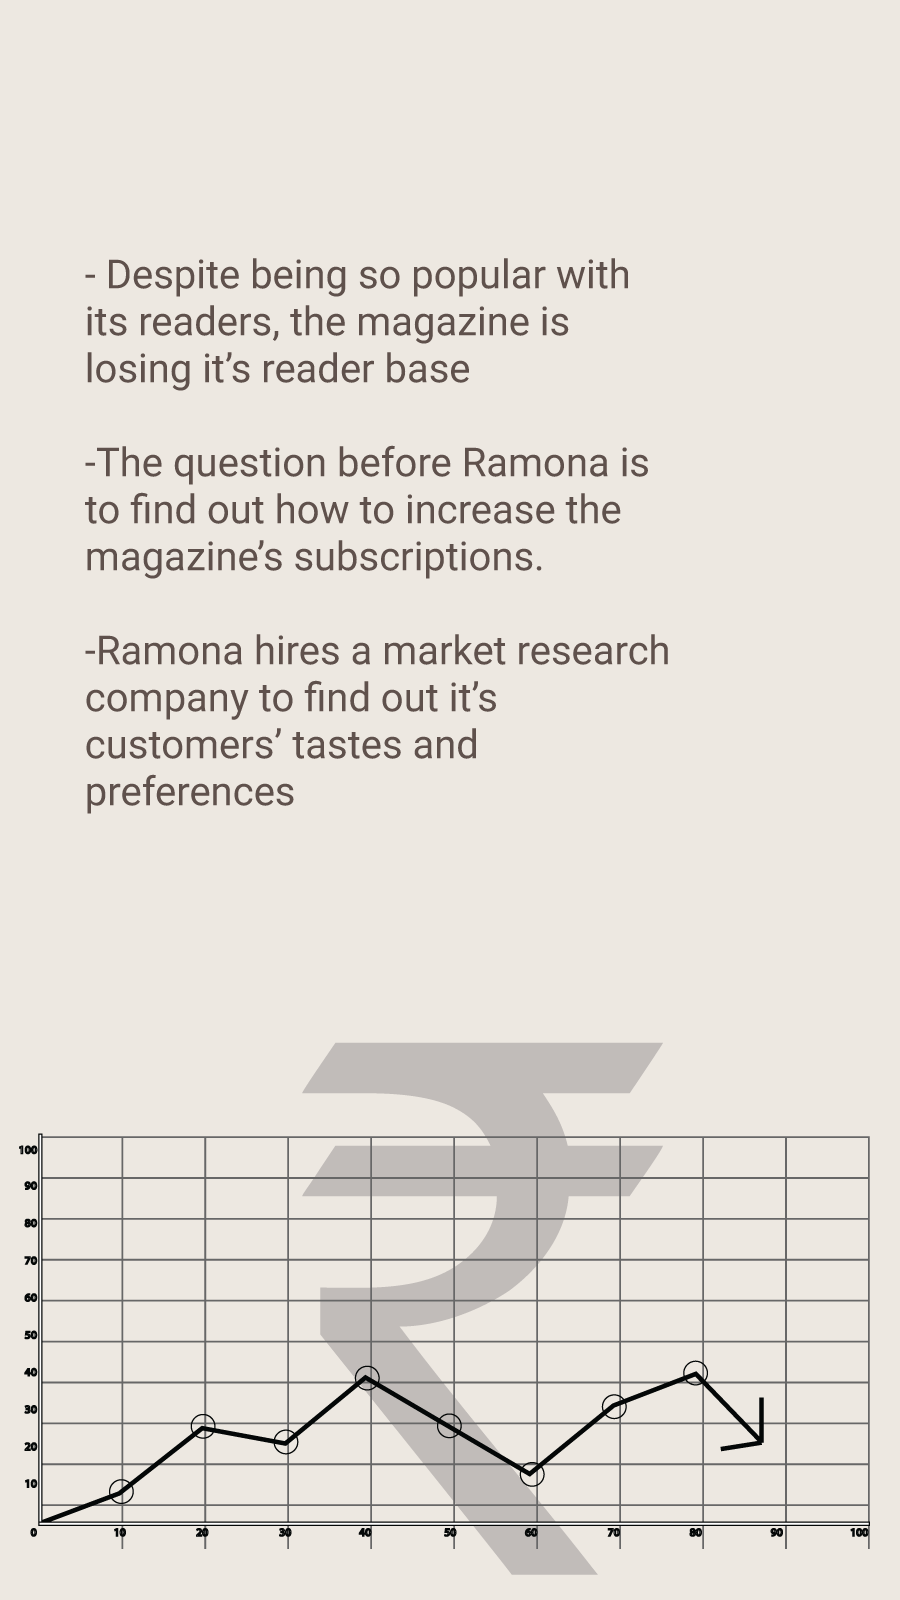 - Despite being so popular with
its readers, the magazine is
losing it’s reader base
-The question before Ramona is
to find out how to increase the
magazine’s subscriptions.
-Ramona hires a market research
company to find out it’s
customers’ tastes and
preferences
₹
100
90
80
70
60
50
40
30
20
10
0 10 20 30 40 50 60 70 80 90 100